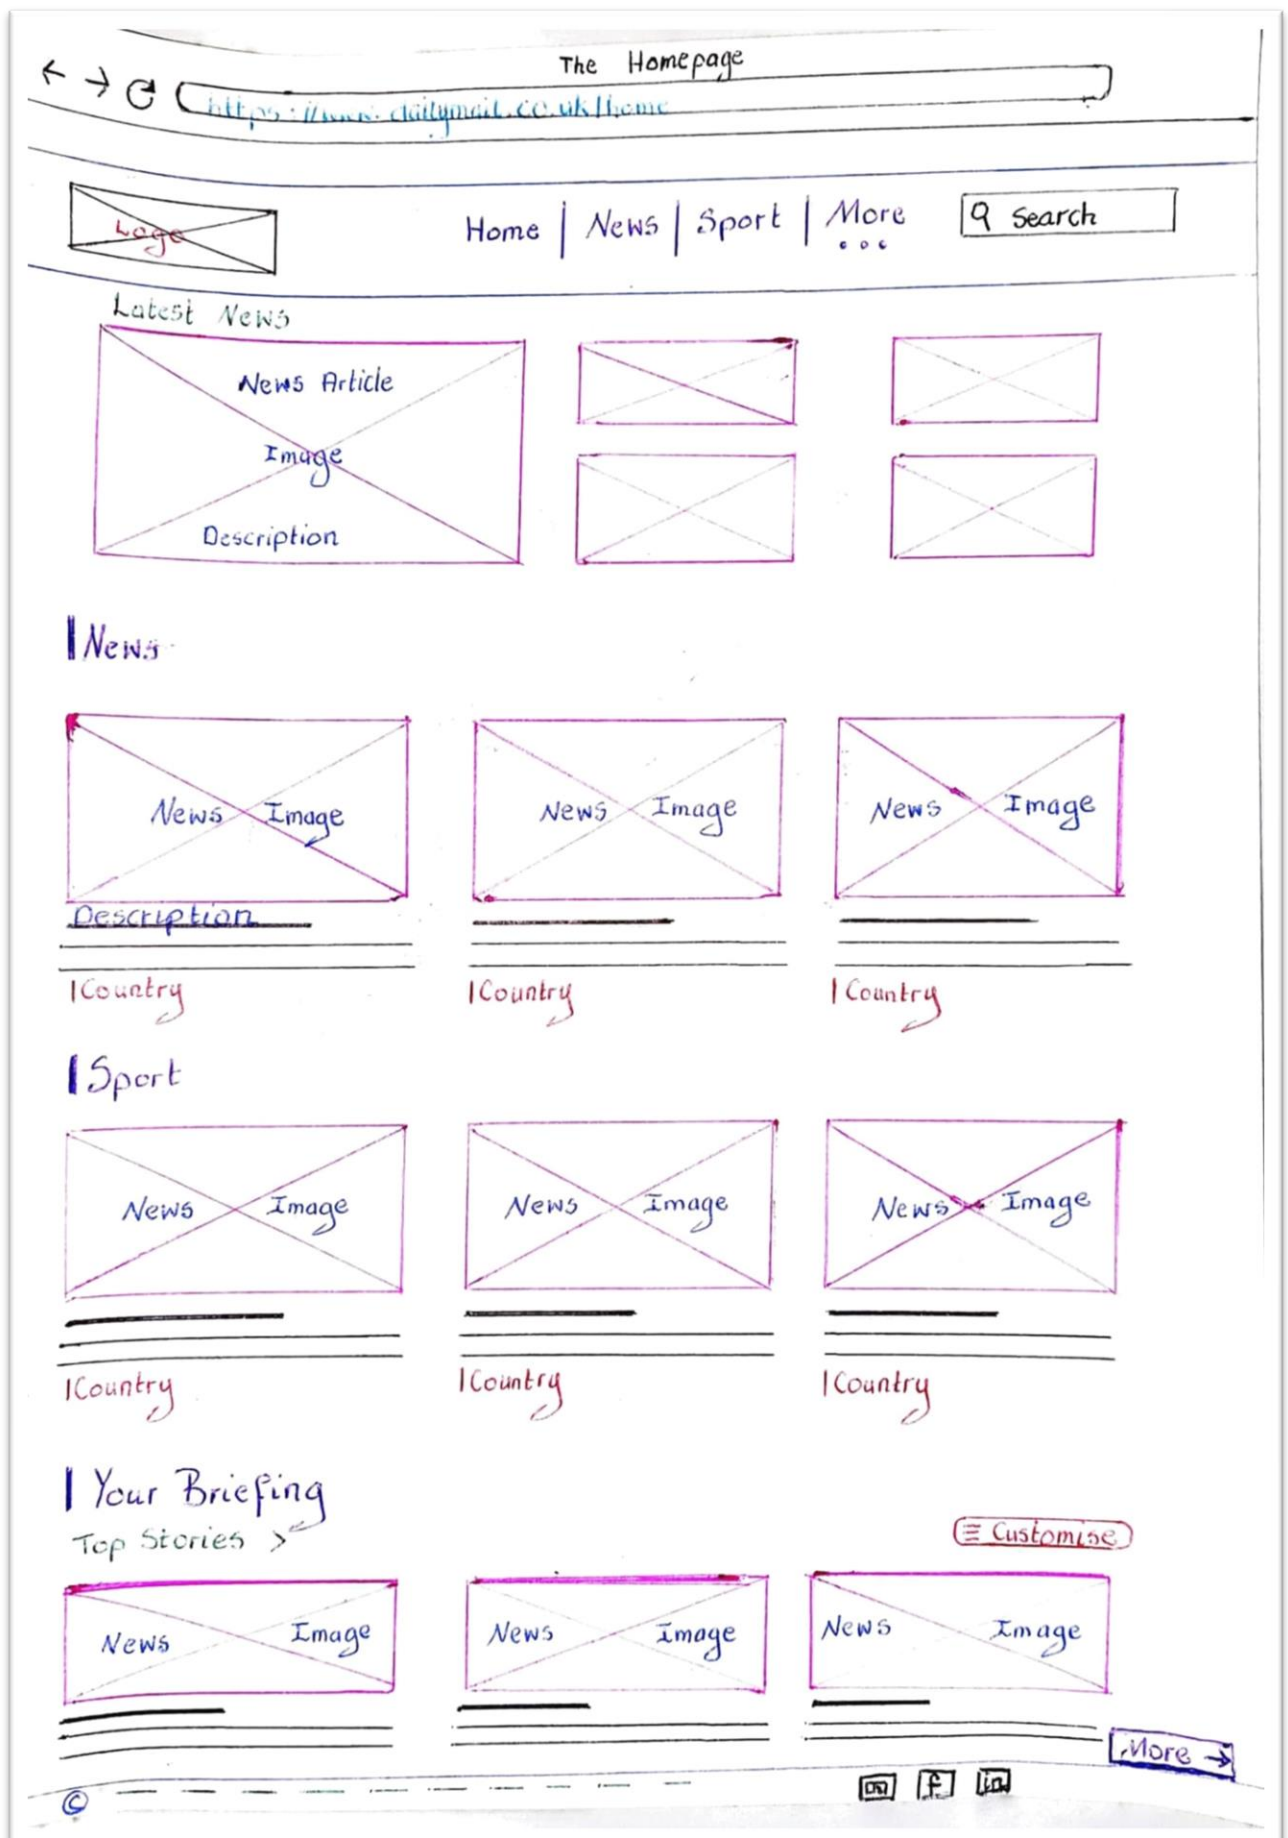 The Homepage
https://www.dailymail.co.uk/home
Logo
Home | News | Sport | More
Search
Latest News
News Article
Image
Description
News
News Image
News Image
News Image
Description
Country
Country
Country
Sport
News Image
News Image
News Image
Country
Country
Country
Your Briefing
Top Stories >
Customise
News Image
News Image
News Image
More →
©
f
in